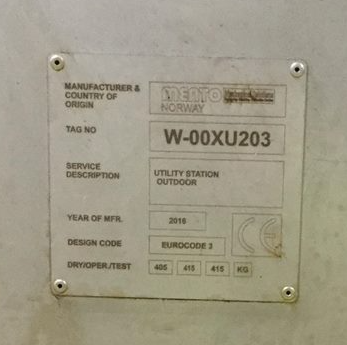 MANUFACTURER &
COUNTRY OF
ORIGIN
NORWAY
TAG NO
W-00XU203
SERVICE
DESCRIPTION
UTILITY STATION
OUTDOOR
YEAR OF MFR.
2016
DESIGN CODE
EUROCODE 3
CE
DRY/OPER./TEST
405 415 415 KG